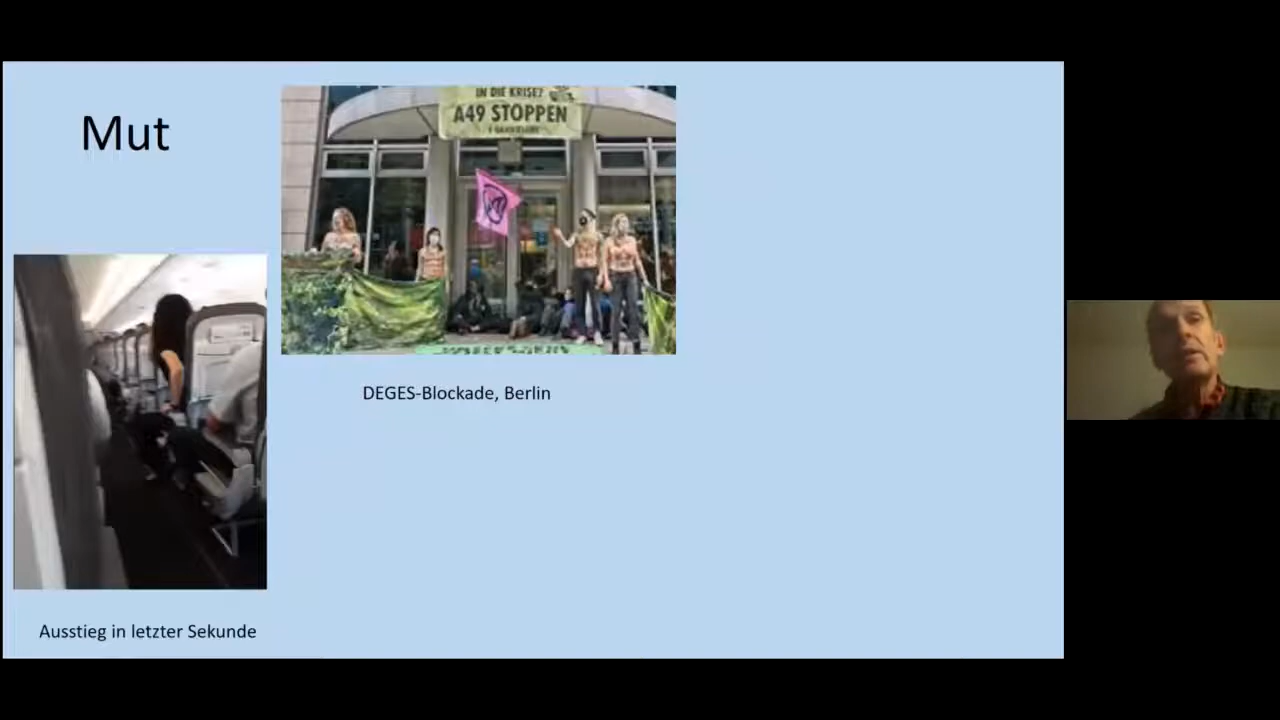 Mut
IN DIE KRISE?
A49 STOPPEN
DEGES-Blockade, Berlin
Ausstieg in letzter Sekunde